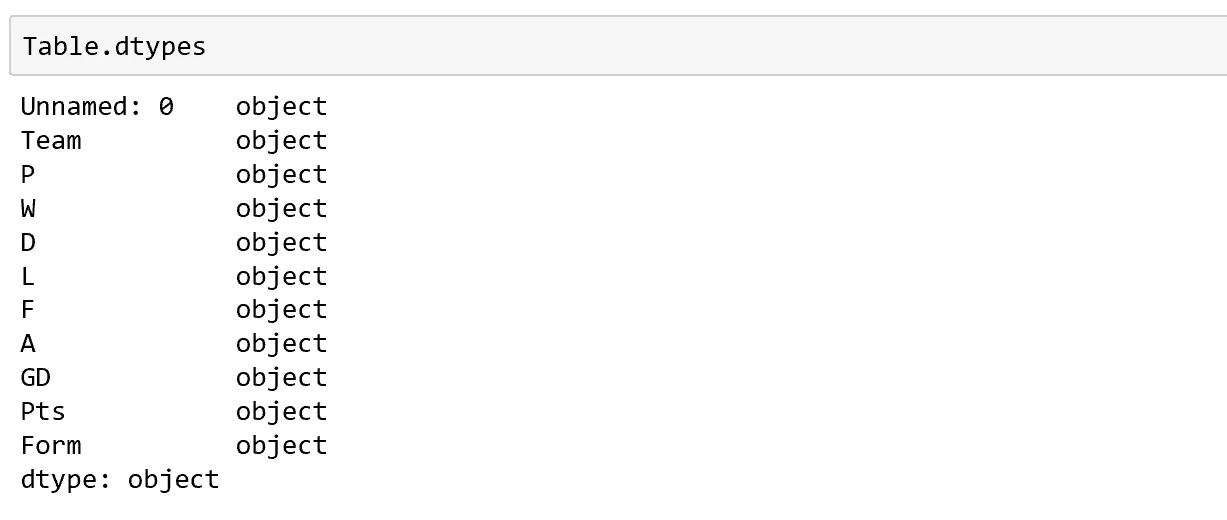 Table.dtypes
Unnamed: 0    object
Team          object
P             object
W             object
D             object
L             object
F             object
A             object
GD            object
Pts           object
Form          object
dtype: object